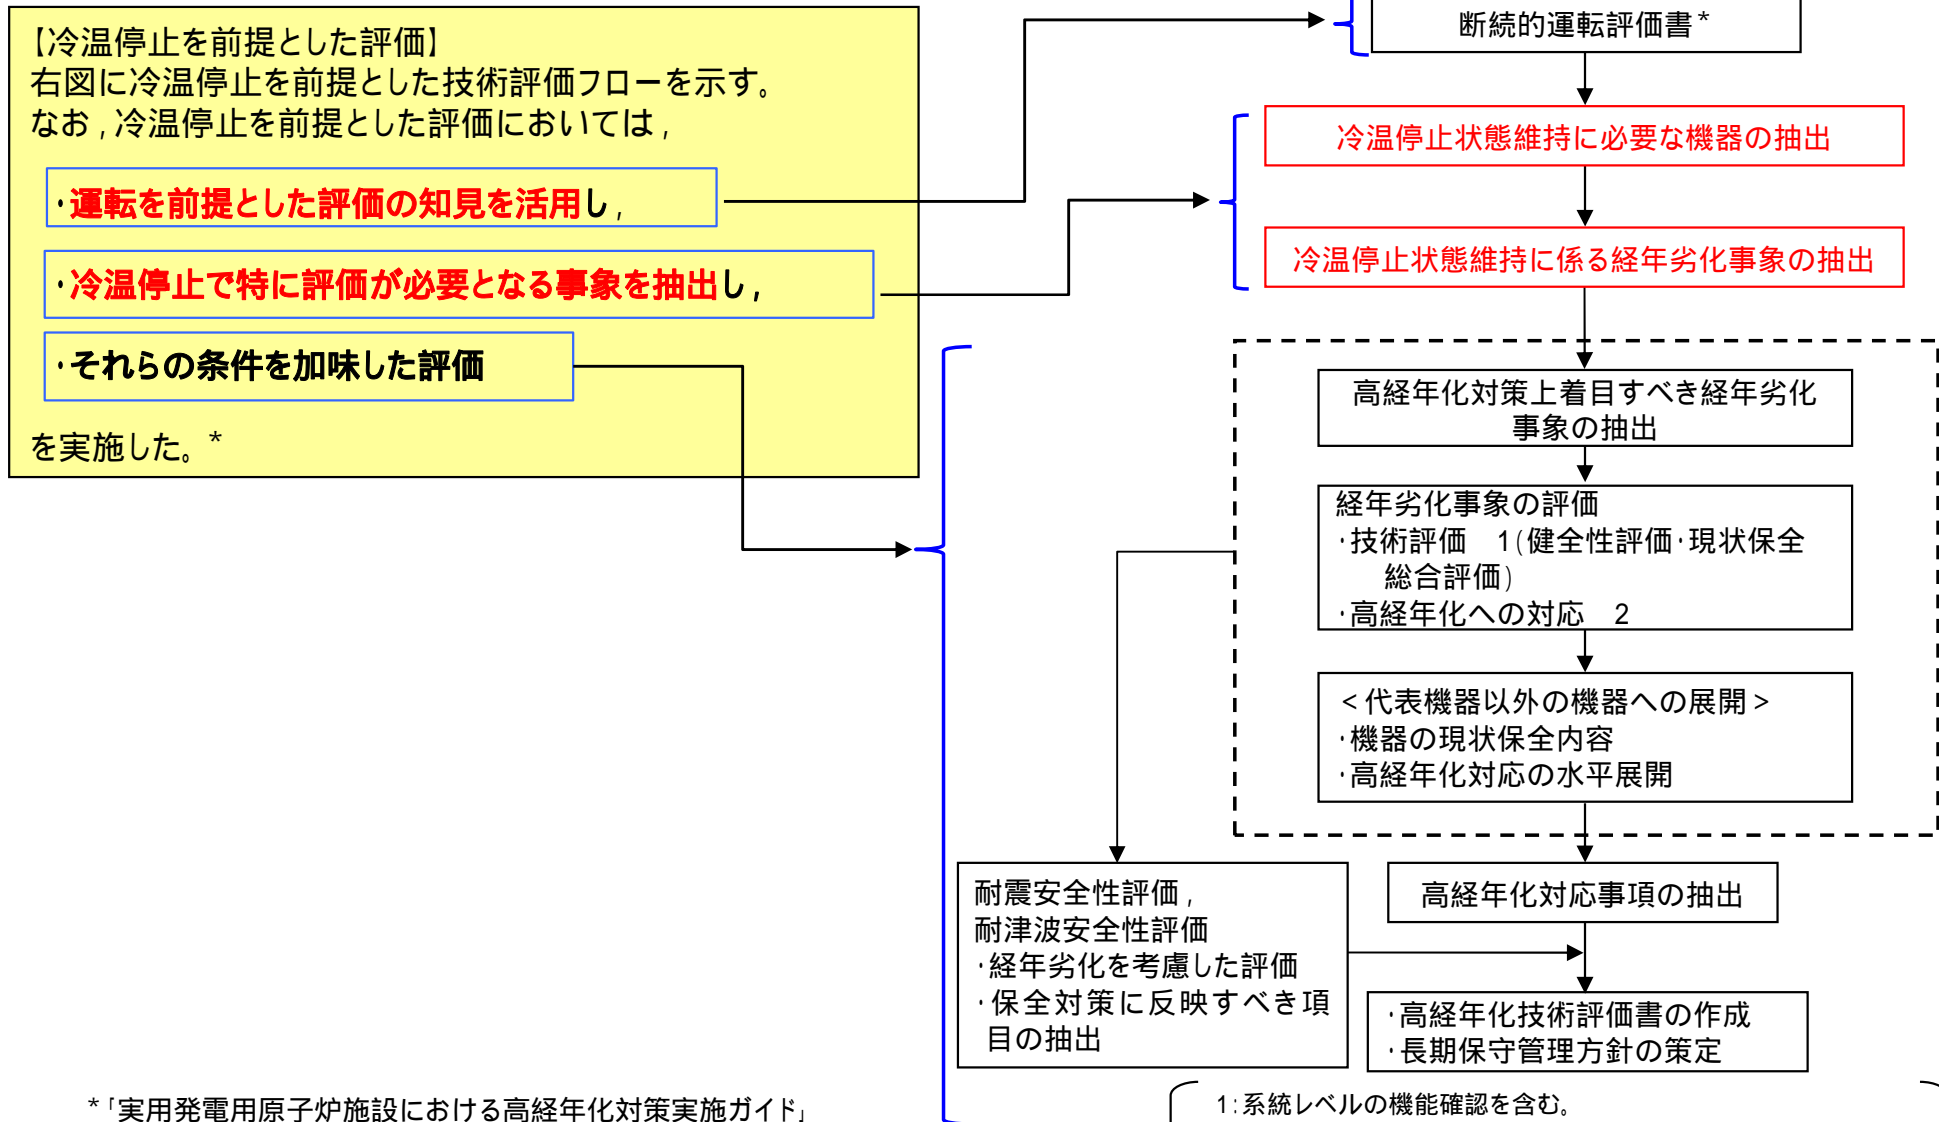 【冷温停止を前提とした評価】
右図に冷温停止を前提とした技術評価フローを示す。
なお,冷温停止を前提とした評価においては,
・運転を前提とした評価の知見を活用し,
・冷温停止で特に評価が必要となる事象を抽出し,
・それらの条件を加味した評価
を実施した。*
断続的運転評価書*
冷温停止状態維持に必要な機器の抽出
冷温停止状態維持に係る経年劣化事象の抽出
高経年化対策上着目すべき経年劣化
事象の抽出
経年劣化事象の評価
・技術評価 1(健全性評価・現状保全
総合評価)
・高経年化への対応 2
<代表機器以外の機器への展開>
・機器の現状保全内容
・高経年化対応の水平展開
耐震安全性評価,
耐津波安全性評価
・経年劣化を考慮した評価
・保全対策に反映すべき項
目の抽出
高経年化対応事項の抽出
・高経年化技術評価書の作成
・長期保守管理方針の策定
*「実用発電用原子炉施設における高経年化対策実施ガイド」
1:系統レベルの機能確認を含む。